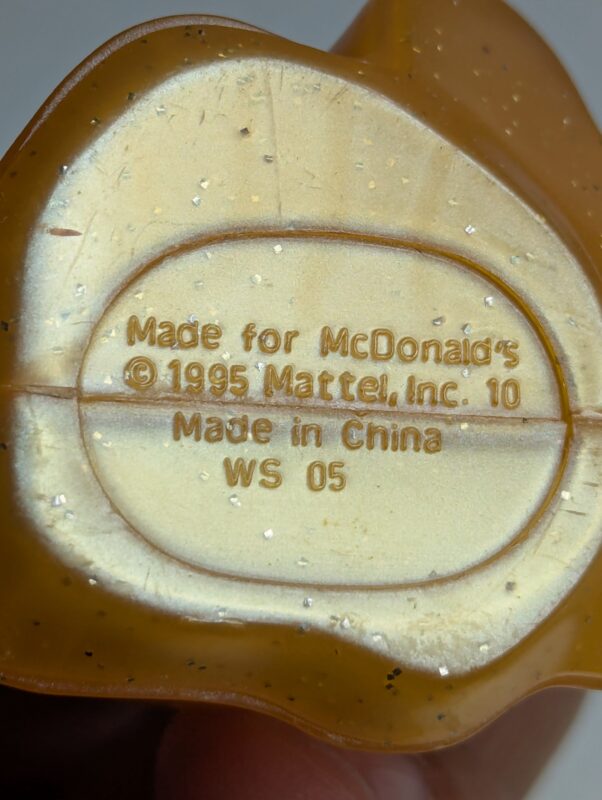 Made for McDonald's
© 1995 Mattel, Inc. 10
Made in China
WS 05